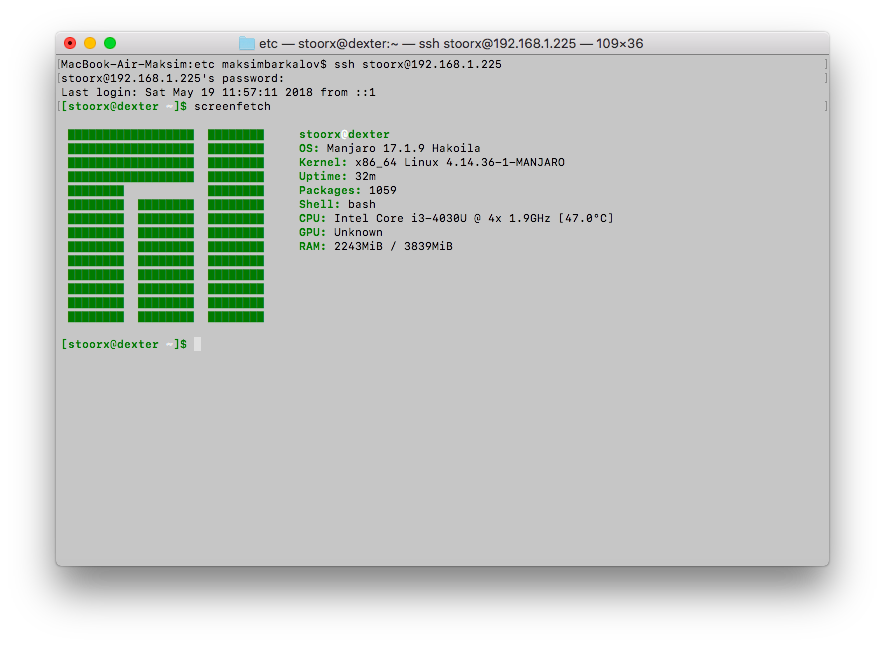 etc — stoorx@dexter:~ — ssh stoorx@192.168.1.225 — 109×36
[MacBook-Air-Maksim:etc maksimbarkalov$ ssh stoorx@192.168.1.225 ]
[stoorx@192.168.1.225's password: ]
Last login: Sat May 19 11:57:11 2018 from ::1
[[stoorx@dexter ~]$ screenfetch ]
stoorx@dexter
OS: Manjaro 17.1.9 Hakoila
Kernel: x86_64 Linux 4.14.36-1-MANJARO
Uptime: 32m
Packages: 1059
Shell: bash
CPU: Intel Core i3-4030U @ 4x 1.9GHz [47.0°C]
GPU: Unknown
RAM: 2243MiB / 3839MiB
[stoorx@dexter ~]$